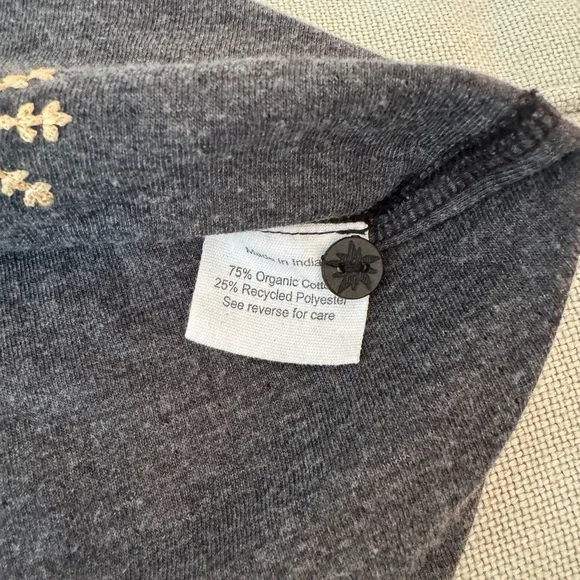 Made in India
75% Organic Cott
25% Recycled Polyester
See reverse for care